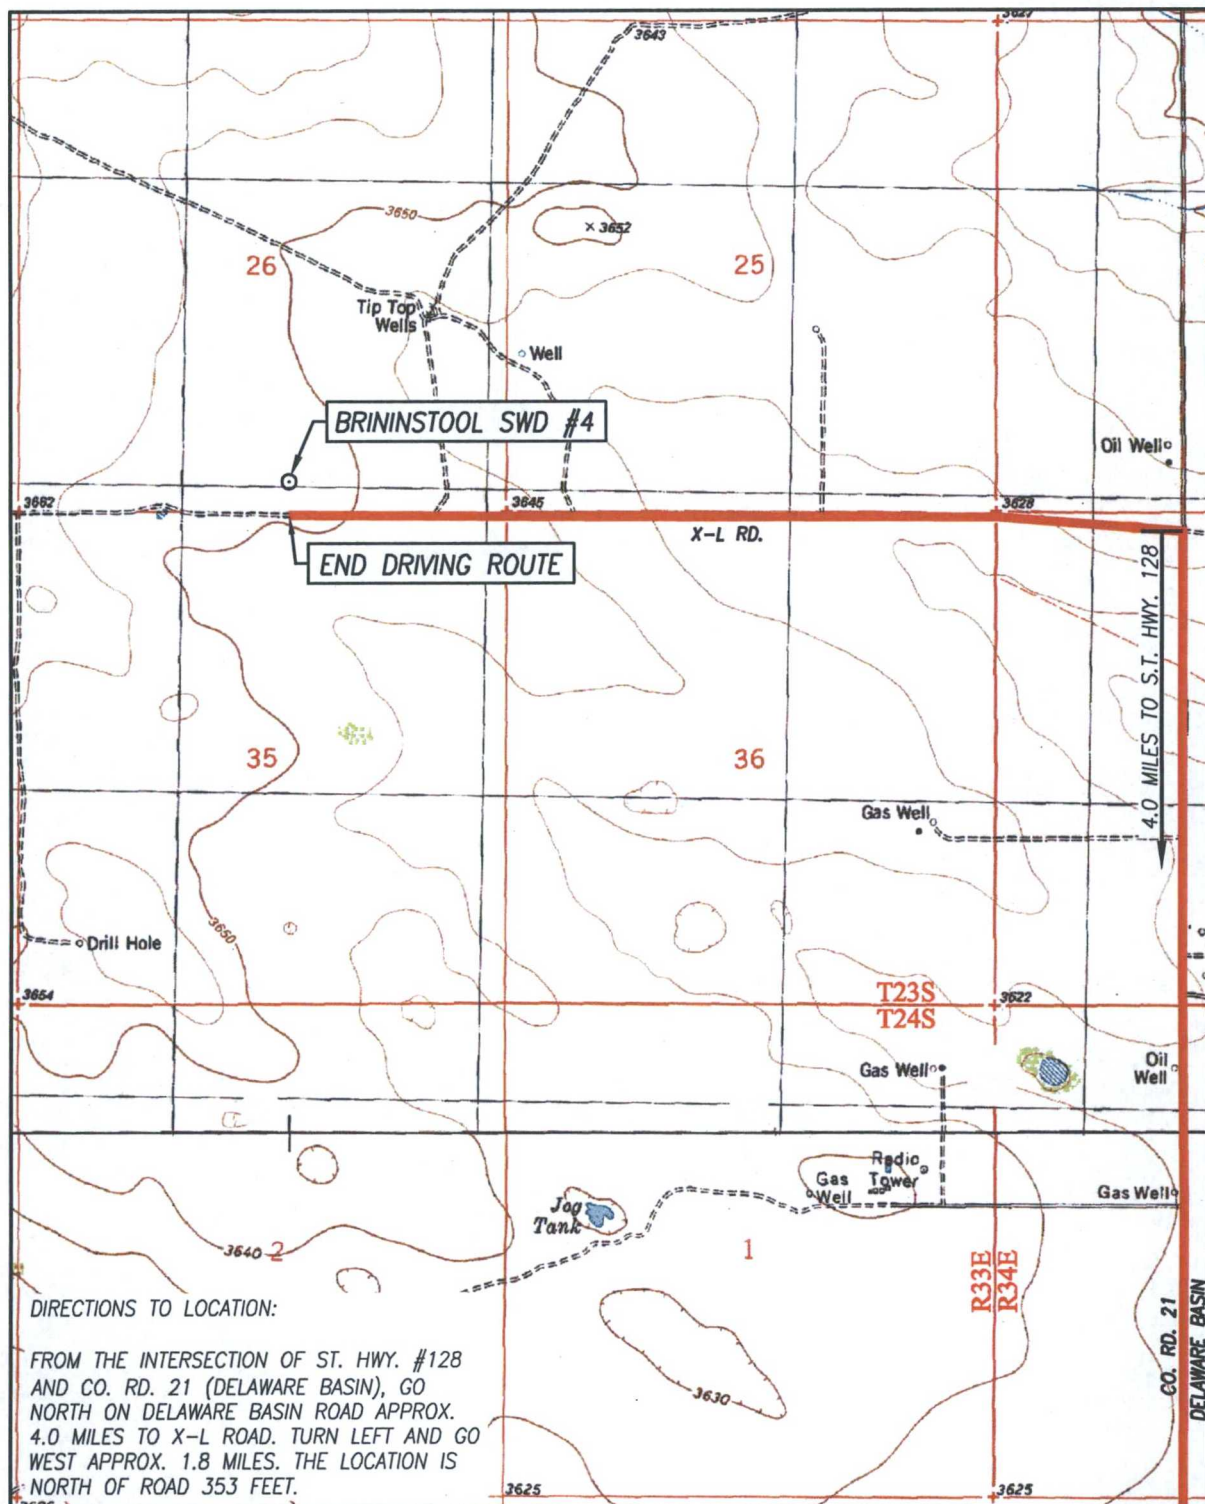 3643
3627
3650
× 3652
26
25
Tip Top
Wells
Well
BRININSTOOL SWD #4
Oil Well
3662
3645
3628
X-L RD.
END DRIVING ROUTE
4.0 MILES TO S.T. HWY. 128
35
36
Gas Well
3650
Drill Hole
3654
T23S
3622
T24S
Gas Well
Oil
Well
Radio
Tower
Gas
Well
Gas Well
Jog
Tank
3640
2
1
R33E
R34E
CO. RD. 21
DELAWARE BASIN
3630
DIRECTIONS TO LOCATION:
FROM THE INTERSECTION OF ST. HWY. #128
AND CO. RD. 21 (DELAWARE BASIN), GO
NORTH ON DELAWARE BASIN ROAD APPROX.
4.0 MILES TO X-L ROAD. TURN LEFT AND GO
WEST APPROX. 1.8 MILES. THE LOCATION IS
NORTH OF ROAD 353 FEET.
3625
3625